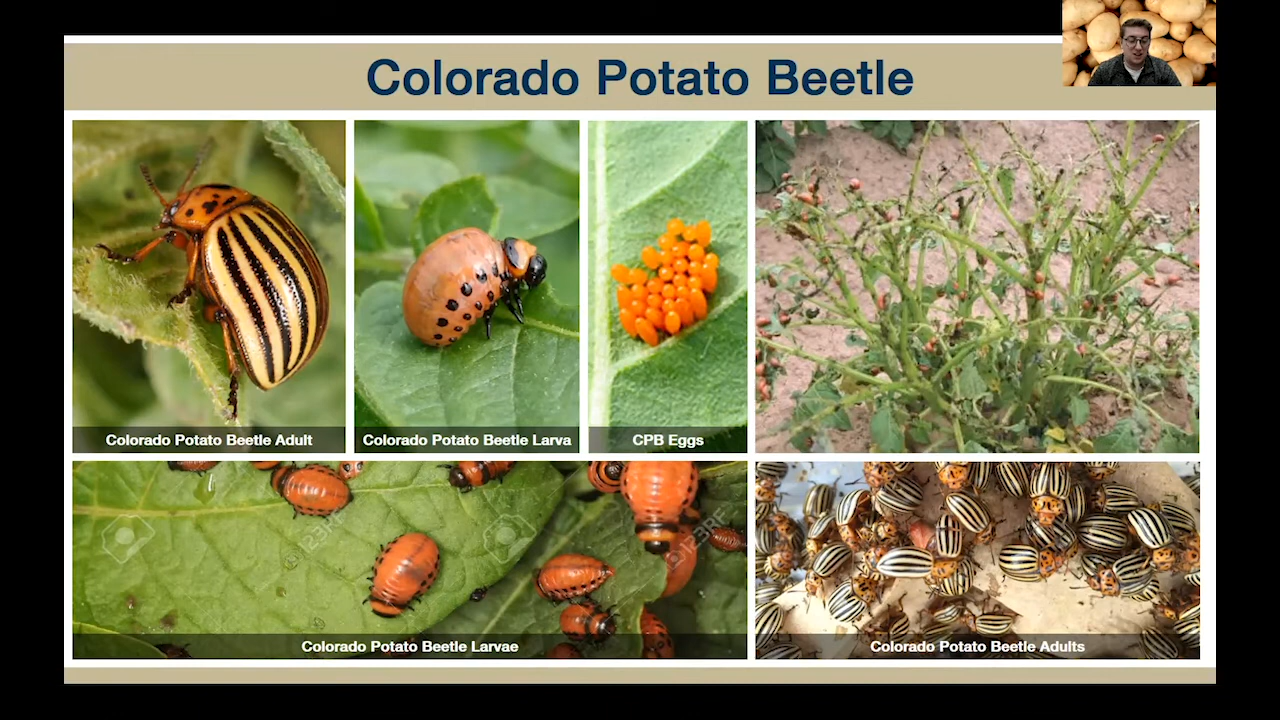 Colorado Potato Beetle
Colorado Potato Beetle Adult
Colorado Potato Beetle Larva
CPB Eggs
Colorado Potato Beetle Larvae
Colorado Potato Beetle Adults